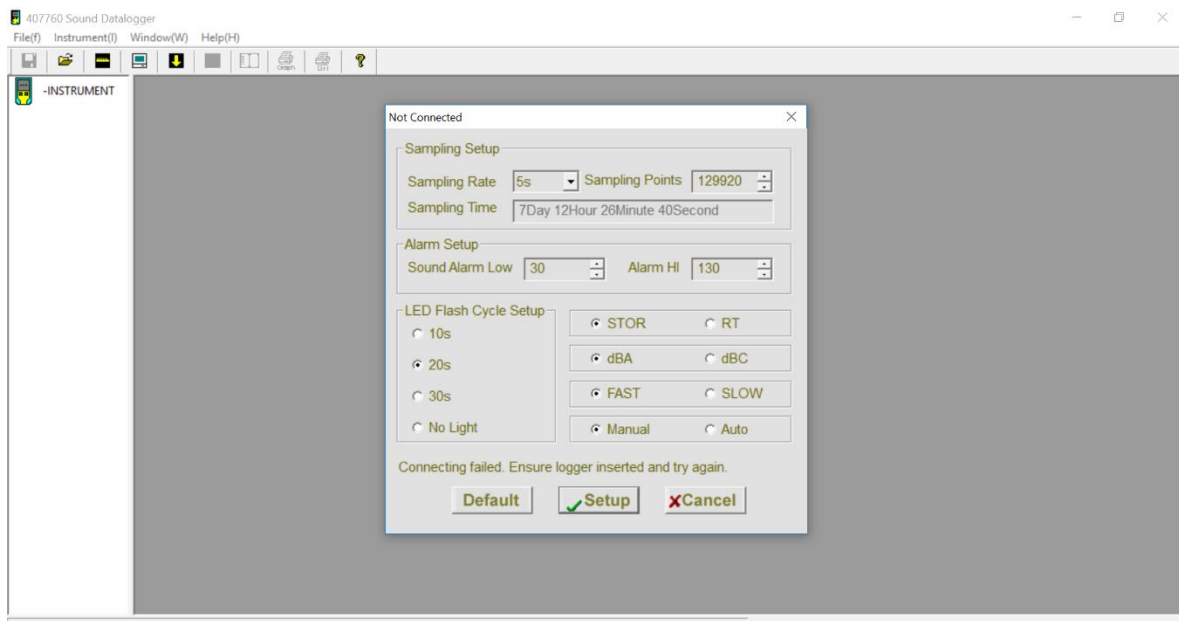 407760 Sound Datalogger
File(f) Instrument(I) Window(W) Help(H)
Graph
-INSTRUMENT
Not Connected
Sampling Setup
Sampling Rate 5s Sampling Points 129920
Sampling Time 7Day 12Hour 26Minute 40Second
Alarm Setup
Sound Alarm Low 30 Alarm HI 130
LED Flash Cycle Setup
10s
20s
30s
No Light
STOR RT
dBA dBC
FAST SLOW
Manual Auto
Connecting failed. Ensure logger inserted and try again.
Default Setup Cancel